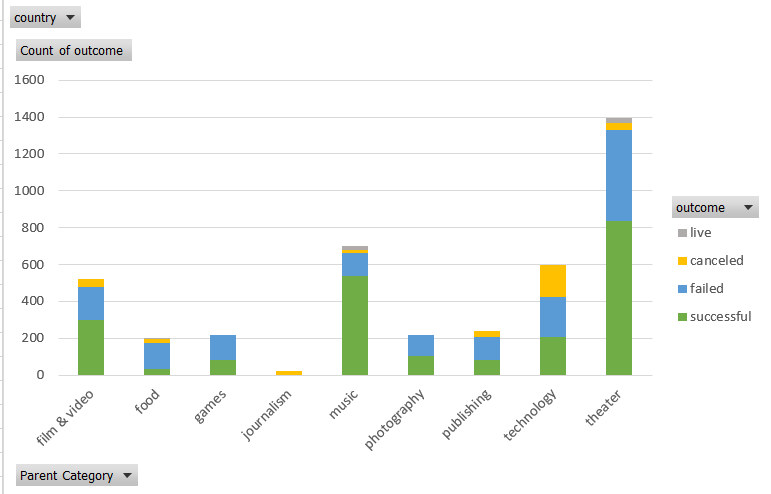 country
Count of outcome
1600
1400
1200
1000
800
600
400
200
0
film & video
food
games
journalism
music
photography
publishing
technology
theater
outcome
live
canceled
failed
successful
Parent Category